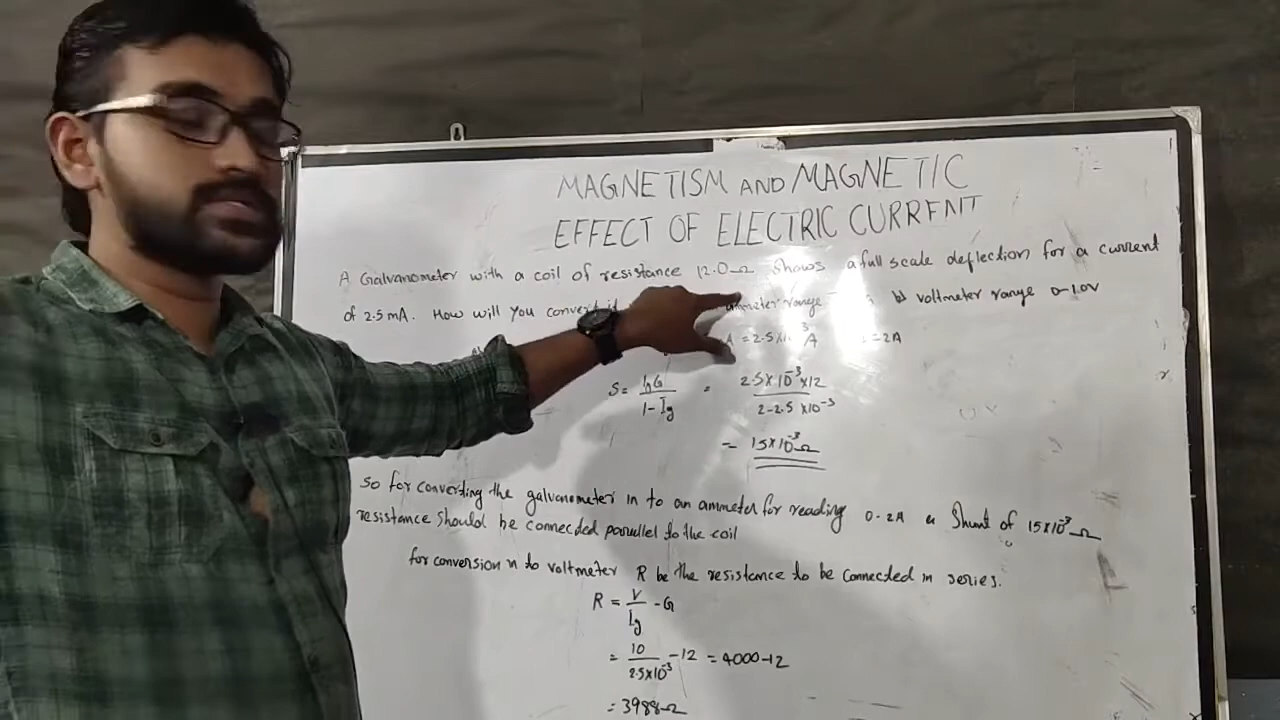 MAGNETISM AND MAGNETIC
EFFECT OF ELECTRIC CURRENT
A Galvanometer with a coil of resistance 12.0Ω shows a full scale deflection for a current
of 2.5 mA. How will you convert it ammeter range b) voltmeter range 0-10V
A = 2.5×10⁻³ A =2A
S = IgG / I - Ig = 2.5×10⁻³×12 / 2-2.5×10⁻³
= 15×10⁻³Ω
So for converting the galvanometer in to an ammeter for reading 0-2A a Shunt of 15×10⁻³Ω
resistance should be connected parallel to the coil
for conversion in to voltmeter R be the resistance to be connected in series.
R = V / Ig - G
= 10 / 2.5×10⁻³ - 12 = 4000-12
= 3988Ω